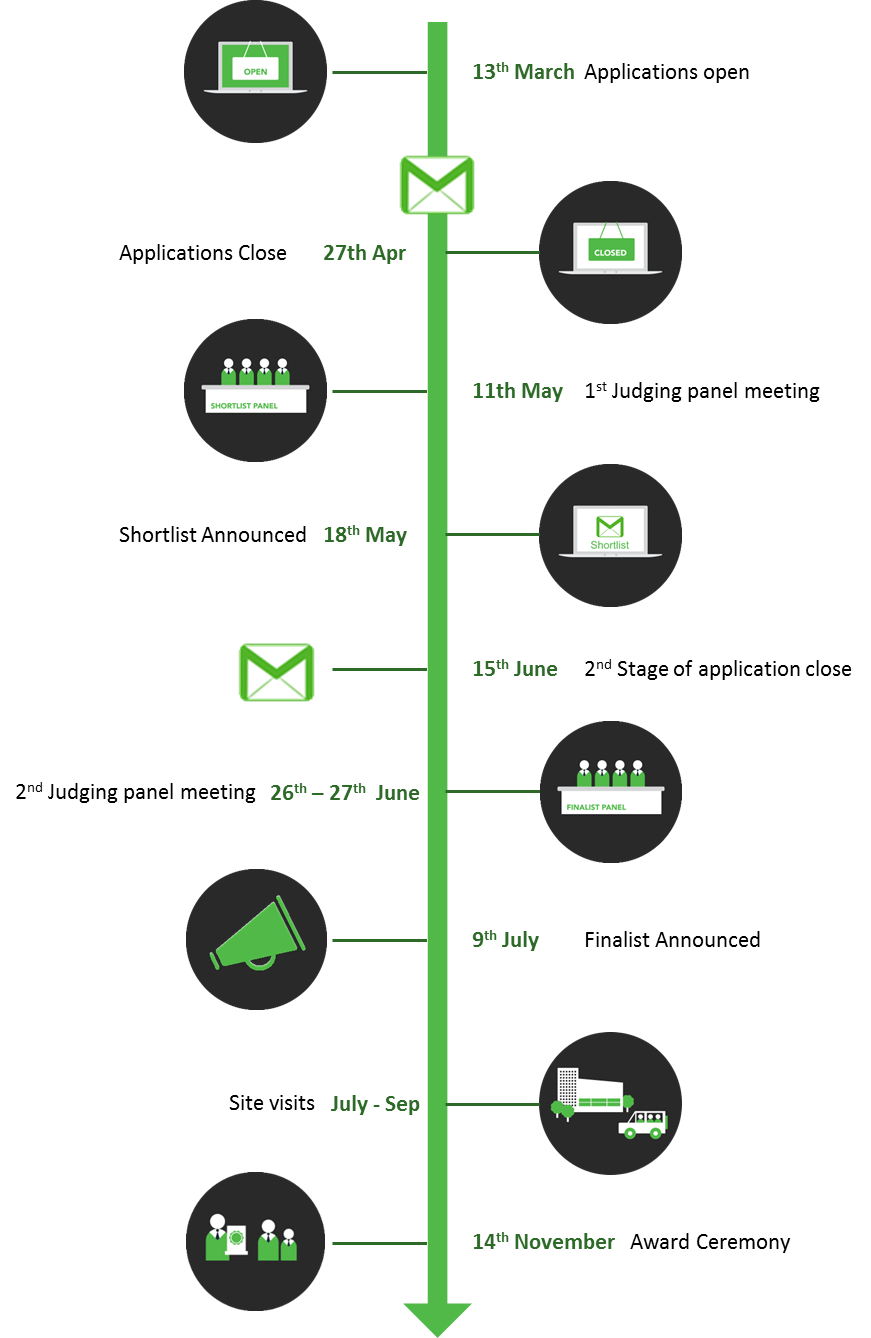 OPEN
13th March Applications open
Applications Close 27th Apr
CLOSED
SHORTLIST PANEL
11th May 1st Judging panel meeting
Shortlist Announced 18th May
Shortlist
15th June 2nd Stage of application close
2nd Judging panel meeting 26th – 27th June
FINALIST PANEL
9th July Finalist Announced
Site visits July - Sep
14th November Award Ceremony